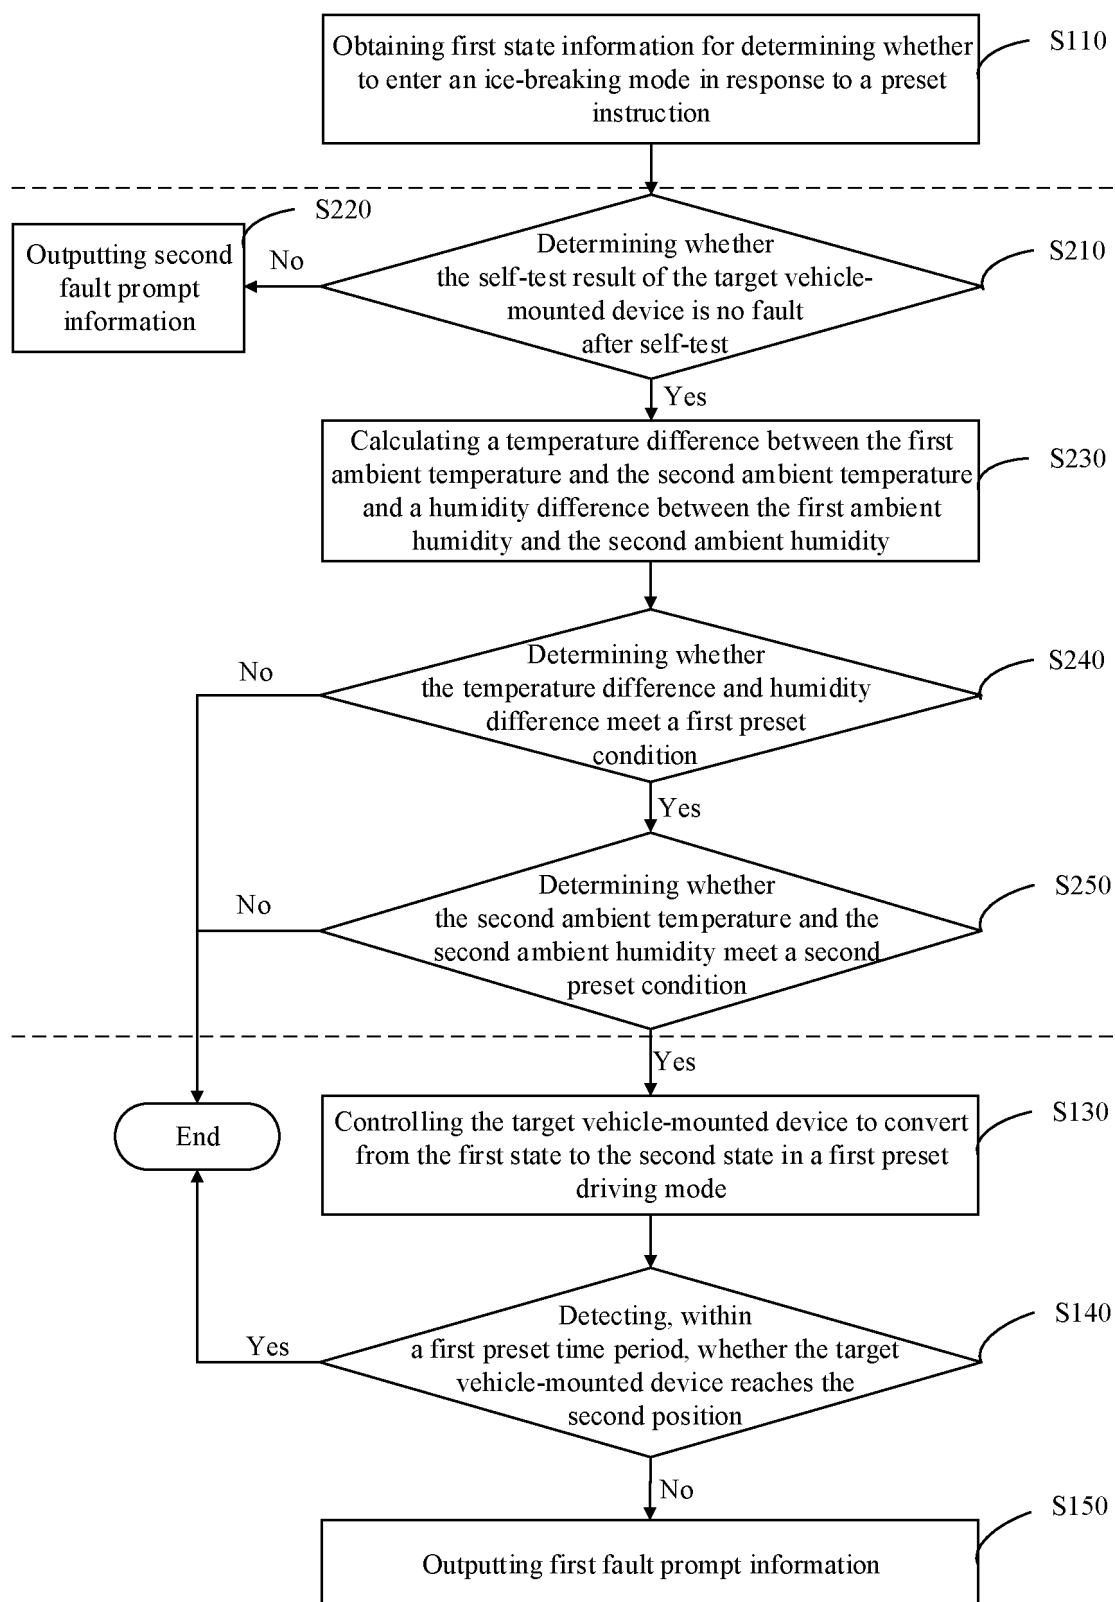 Obtaining first state information for determining whether
to enter an ice-breaking mode in response to a preset
instruction
S110
S220
Outputting second
fault prompt
information
No
Determining whether
the self-test result of the target vehicle-
mounted device is no fault
after self-test
S210
Yes
Calculating a temperature difference between the first
ambient temperature and the second ambient temperature
and a humidity difference between the first ambient
humidity and the second ambient humidity
S230
No
Determining whether
the temperature difference and humidity
difference meet a first preset
condition
S240
Yes
No
Determining whether
the second ambient temperature and the
second ambient humidity meet a second
preset condition
S250
Yes
End
Controlling the target vehicle-mounted device to convert
from the first state to the second state in a first preset
driving mode
S130
Yes
Detecting, within
a first preset time period, whether the target
vehicle-mounted device reaches the
second position
S140
No
Outputting first fault prompt information
S150